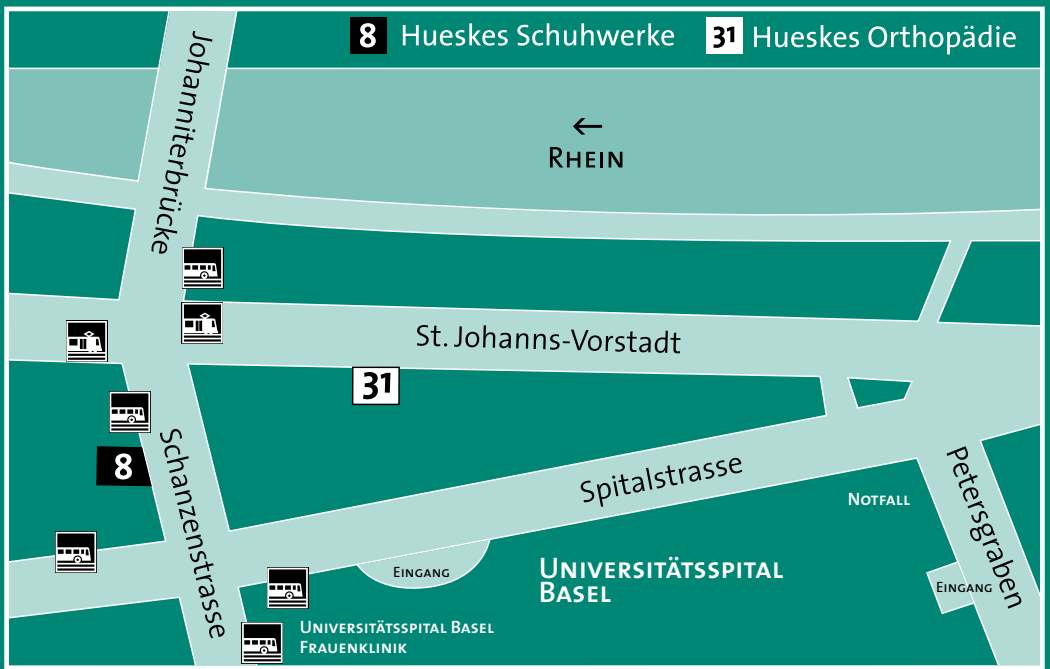 8 Hueskes Schuhwerke 31 Hueskes Orthopädie
Johanniterbrücke
←
RHEIN
St. Johanns-Vorstadt
31
8
Schanzenstrasse
Spitalstrasse
NOTFALL
Petersgraben
EINGANG
UNIVERSITÄTSSPITAL
BASEL
EINGANG
UNIVERSITÄTSSPITAL BASEL
FRAUENKLINIK